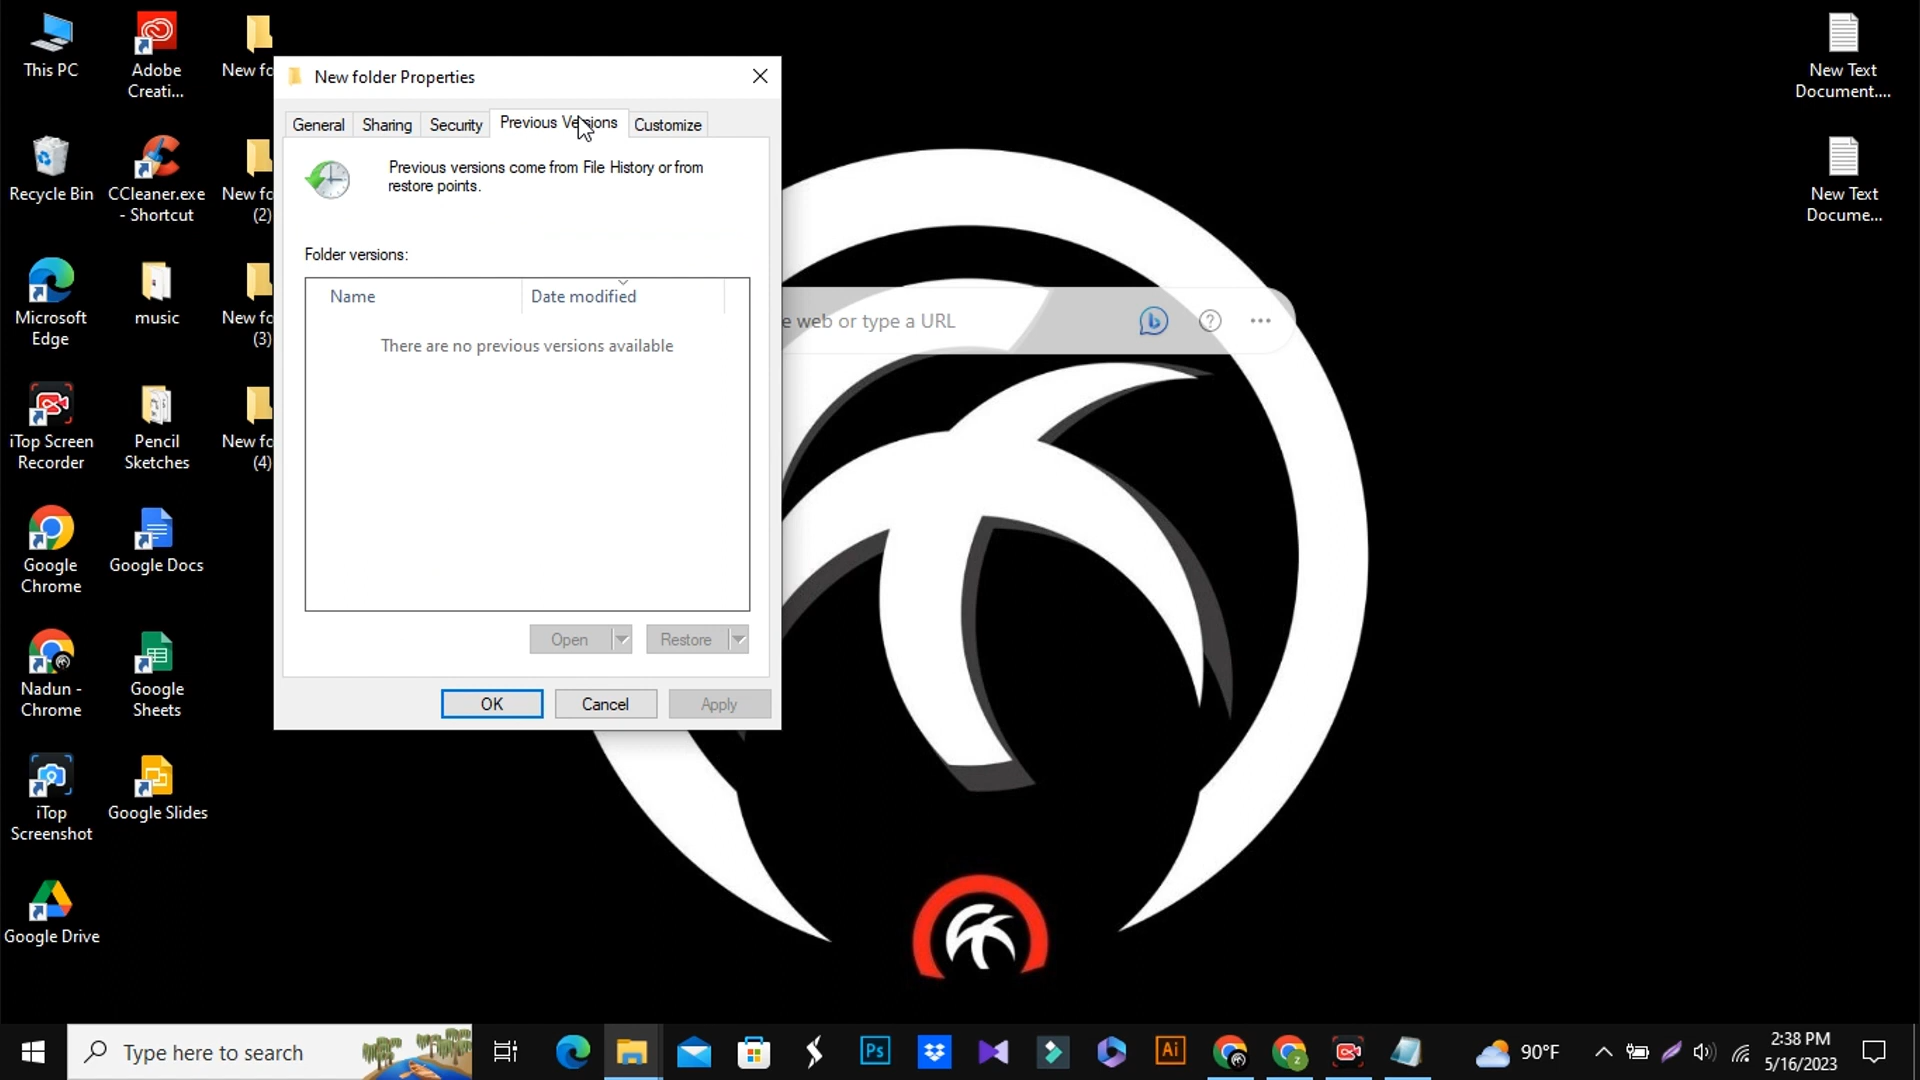 This PC
Adobe
Creati...
New fo
Recycle Bin
CCleaner.exe
- Shortcut
New fo
(2)
Microsoft
Edge
music
New fo
(3)
iTop Screen
Recorder
Pencil
Sketches
New fo
(4)
Google
Chrome
Google Docs
Nadun -
Chrome
Google
Sheets
iTop
Screenshot
Google Slides
Google Drive
New folder Properties
General
Sharing
Security
Previous Versions
Customize
Previous versions come from File History or from
restore points.
Folder versions:
Name
Date modified
There are no previous versions available
Open
Restore
OK
Cancel
Apply
e web or type a URL
New Text
Document....
New Text
Docume...
Type here to search
Ps
Ai
z
90°F
2:38 PM
5/16/2023